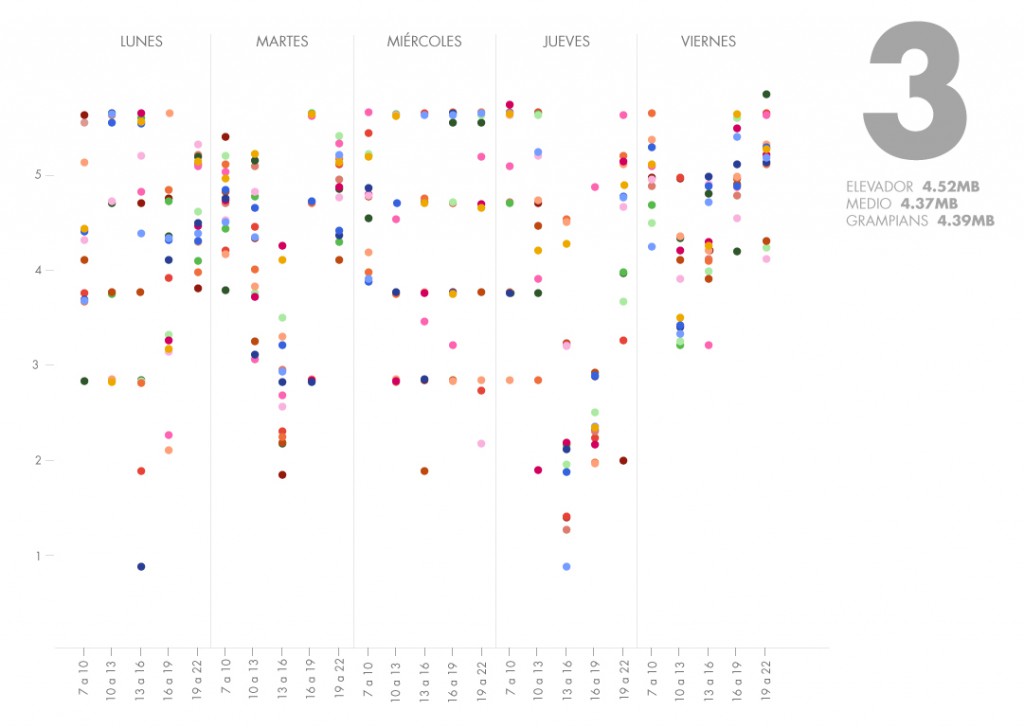 LUNES
MARTES
MIÉRCOLES
JUEVES
VIERNES
3
ELEVADOR 4.52MB
MEDIO 4.37MB
GRAMPIANS 4.39MB
5
4
3
2
1
7 a 10
10 a 13
13 a 16
16 a 19
19 a 22
7 a 10
10 a 13
13 a 16
16 a 19
19 a 22
7 a 10
10 a 13
13 a 16
16 a 19
19 a 22
7 a 10
10 a 13
13 a 16
16 a 19
19 a 22
7 a 10
10 a 13
13 a 16
16 a 19
19 a 22